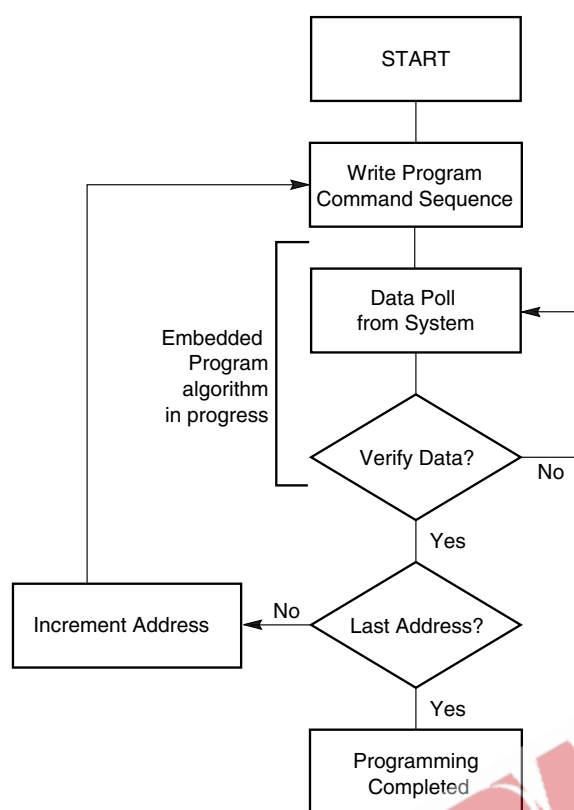 START
Write Program
Command Sequence
Data Poll
from System
Embedded
Program
algorithm
in progress
Verify Data?
No
Yes
No
Increment Address
Last Address?
Yes
Programming
Completed